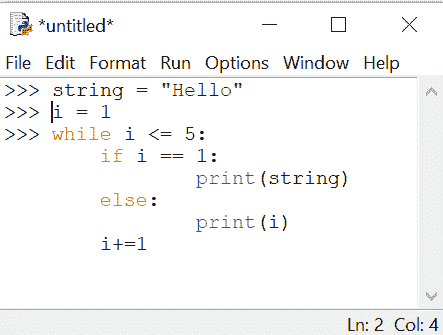 *untitled*
File Edit Format Run Options Window Help
>>> string = "Hello"
>>> i = 1
>>> while i <= 5:
        if i == 1:
                print(string)
        else:
                print(i)
        i+=1
Ln: 2 Col: 4